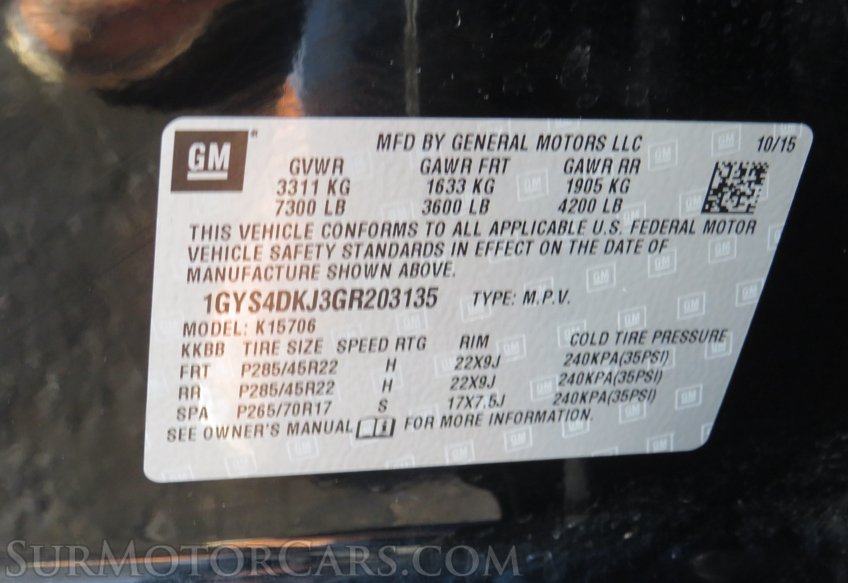 GM ®
MFD BY GENERAL MOTORS LLC 10/15
GVWR GAWR FRT GAWR RR
3311 KG 1633 KG 1905 KG
7300 LB 3600 LB 4200 LB
THIS VEHICLE CONFORMS TO ALL APPLICABLE U.S. FEDERAL MOTOR
VEHICLE SAFETY STANDARDS IN EFFECT ON THE DATE OF
MANUFACTURE SHOWN ABOVE.
1GYS4DKJ3GR203135 TYPE: M.P.V.
MODEL: K15706
KKBB TIRE SIZE SPEED RTG RIM COLD TIRE PRESSURE
FRT P285/45R22 H 22X9J 240KPA(35PSI)
RR P285/45R22 H 22X9J 240KPA(35PSI)
SPA P265/70R17 S 17X7.5J 240KPA(35PSI)
SEE OWNER'S MANUAL FOR MORE INFORMATION.
SURMOTORCARS.COM